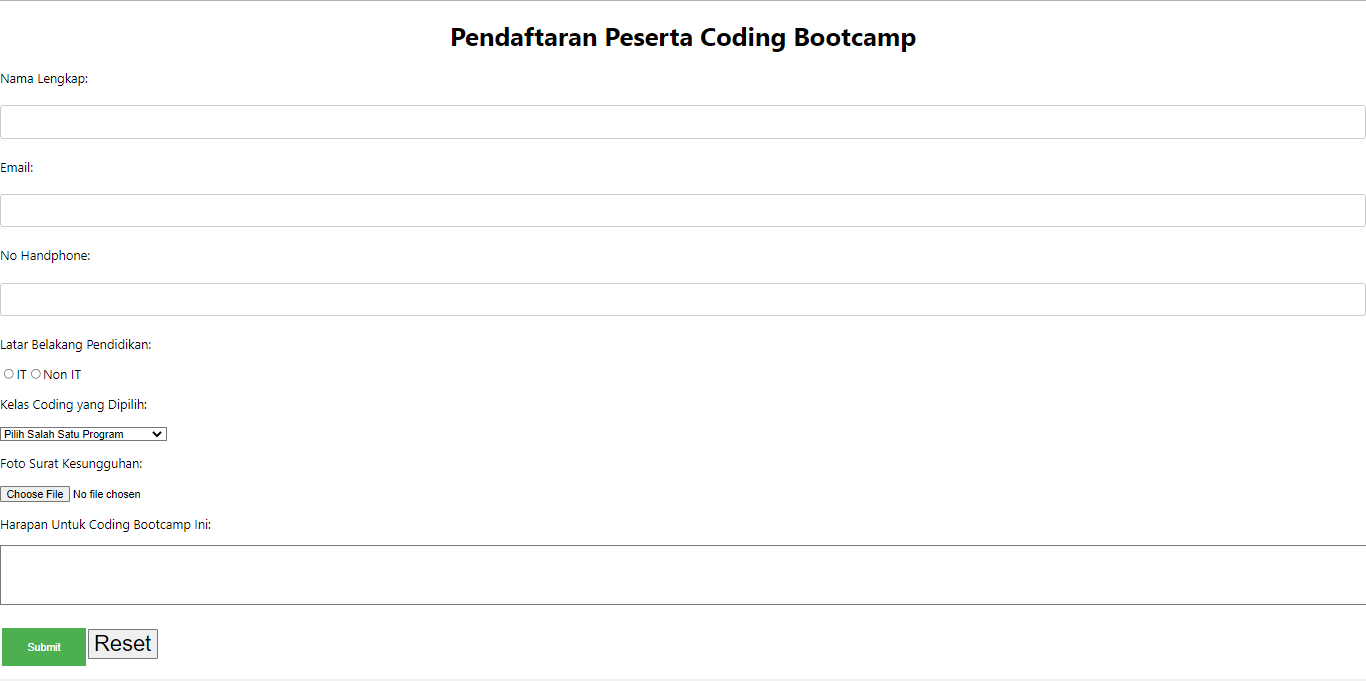 Pendaftaran Peserta Coding Bootcamp
Nama Lengkap:
Email:
No Handphone:
Latar Belakang Pendidikan:
IT Non IT
Kelas Coding yang Dipilih:
Pilih Salah Satu Program
Foto Surat Kesungguhan:
Choose File No file chosen
Harapan Untuk Coding Bootcamp Ini:
Submit Reset